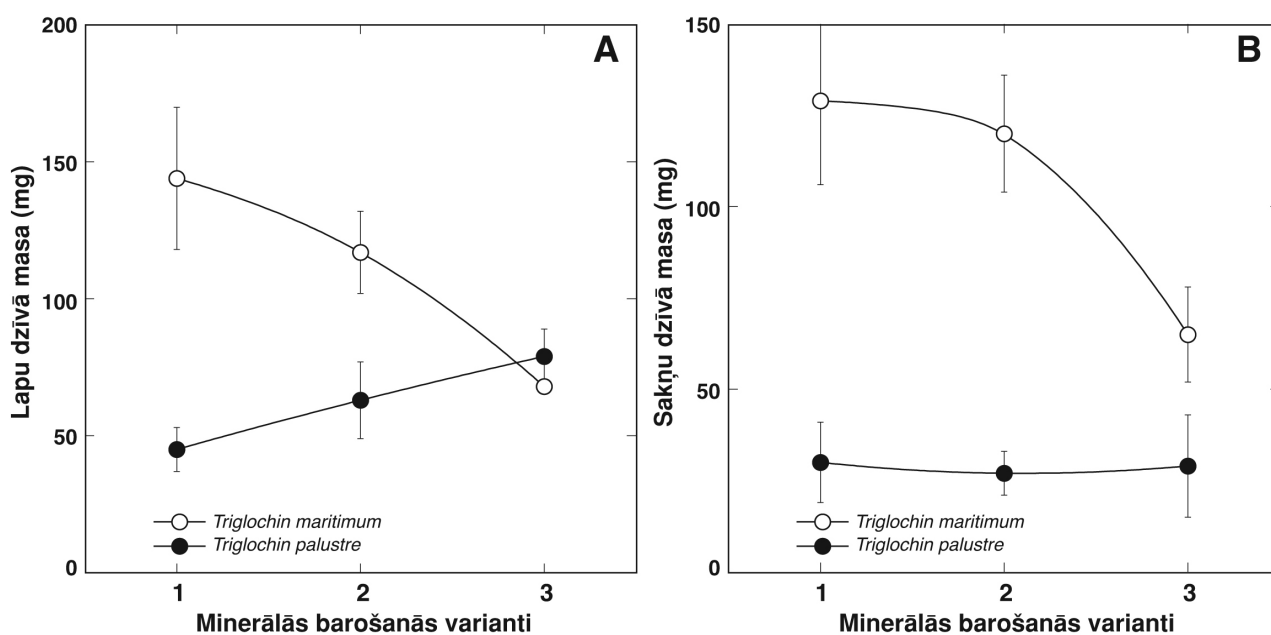 A
Lapu dzīvā masa (mg)
200
150
100
50
0
1
2
3
Minerālās barošanās varianti
Triglochin maritimum
Triglochin palustre
B
Sakņu dzīvā masa (mg)
150
100
50
0
1
2
3
Minerālās barošanās varianti
Triglochin maritimum
Triglochin palustre